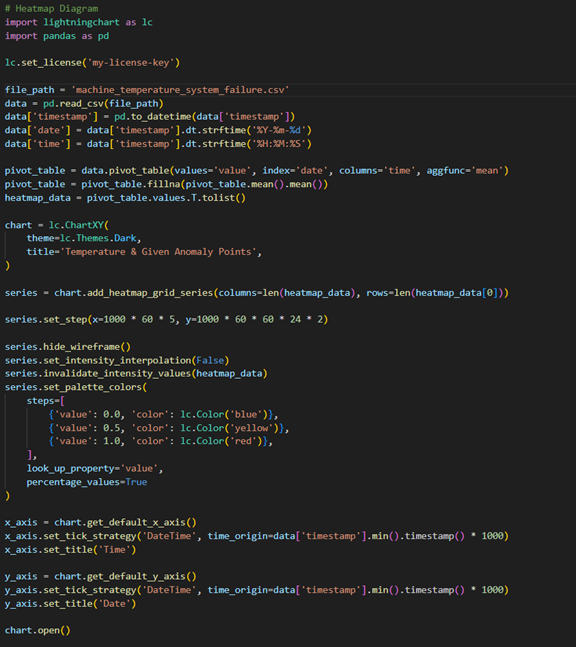 # Heatmap Diagram
import lightningchart as lc
import pandas as pd

lc.set_license('my-license-key')

file_path = 'machine_temperature_system_failure.csv'
data = pd.read_csv(file_path)
data['timestamp'] = pd.to_datetime(data['timestamp'])
data['date'] = data['timestamp'].dt.strftime('%Y-%m-%d')
data['time'] = data['timestamp'].dt.strftime('%H:%M:%S')

pivot_table = data.pivot_table(values='value', index='date', columns='time', aggfunc='mean')
pivot_table = pivot_table.fillna(pivot_table.mean().mean())
heatmap_data = pivot_table.values.T.tolist()

chart = lc.ChartXY(
    theme=lc.Themes.Dark,
    title='Temperature & Given Anomaly Points',
)

series = chart.add_heatmap_grid_series(columns=len(heatmap_data), rows=len(heatmap_data[0]))

series.set_step(x=1000 * 60 * 5, y=1000 * 60 * 60 * 24 * 2)

series.hide_wireframe()
series.set_intensity_interpolation(False)
series.invalidate_intensity_values(heatmap_data)
series.set_palette_colors(
    steps=[
        {'value': 0.0, 'color': lc.Color('blue')},
        {'value': 0.5, 'color': lc.Color('yellow')},
        {'value': 1.0, 'color': lc.Color('red')},
    ],
    look_up_property='value',
    percentage_values=True
)

x_axis = chart.get_default_x_axis()
x_axis.set_tick_strategy('DateTime', time_origin=data['timestamp'].min().timestamp() * 1000)
x_axis.set_title('Time')

y_axis = chart.get_default_y_axis()
y_axis.set_tick_strategy('DateTime', time_origin=data['timestamp'].min().timestamp() * 1000)
y_axis.set_title('Date')

chart.open()